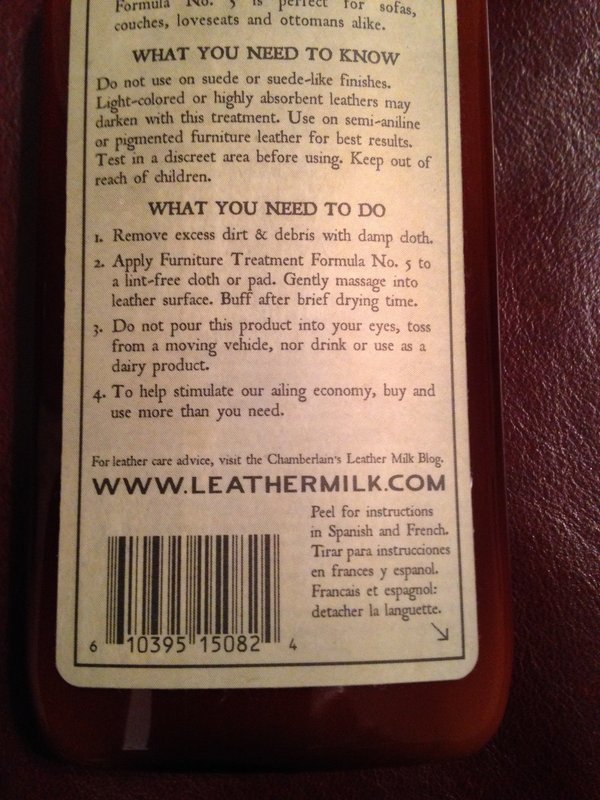 Formula No. 5 is perfect for sofas,
couches, loveseats and ottomans alike.
WHAT YOU NEED TO KNOW
Do not use on suede or suede-like finishes.
Light-colored or highly absorbent leathers may
darken with this treatment. Use on semi-aniline
or pigmented furniture leather for best results.
Test in a discreet area before using. Keep out of
reach of children.
WHAT YOU NEED TO DO
1. Remove excess dirt & debris with damp cloth.
2. Apply Furniture Treatment Formula No. 5 to
a lint-free cloth or pad. Gently massage into
leather surface. Buff after brief drying time.
3. Do not pour this product into your eyes, toss
from a moving vehicle, nor drink or use as a
dairy product.
4. To help stimulate our ailing economy, buy and
use more than you need.
For leather care advice, visit the Chamberlain's Leather Milk Blog.
WWW.LEATHERMILK.COM
Peel for instructions
in Spanish and French.
Tirar para instrucciones
en frances y espanol.
Francais et espagnol:
detacher la languette.
6 10395 15082 4